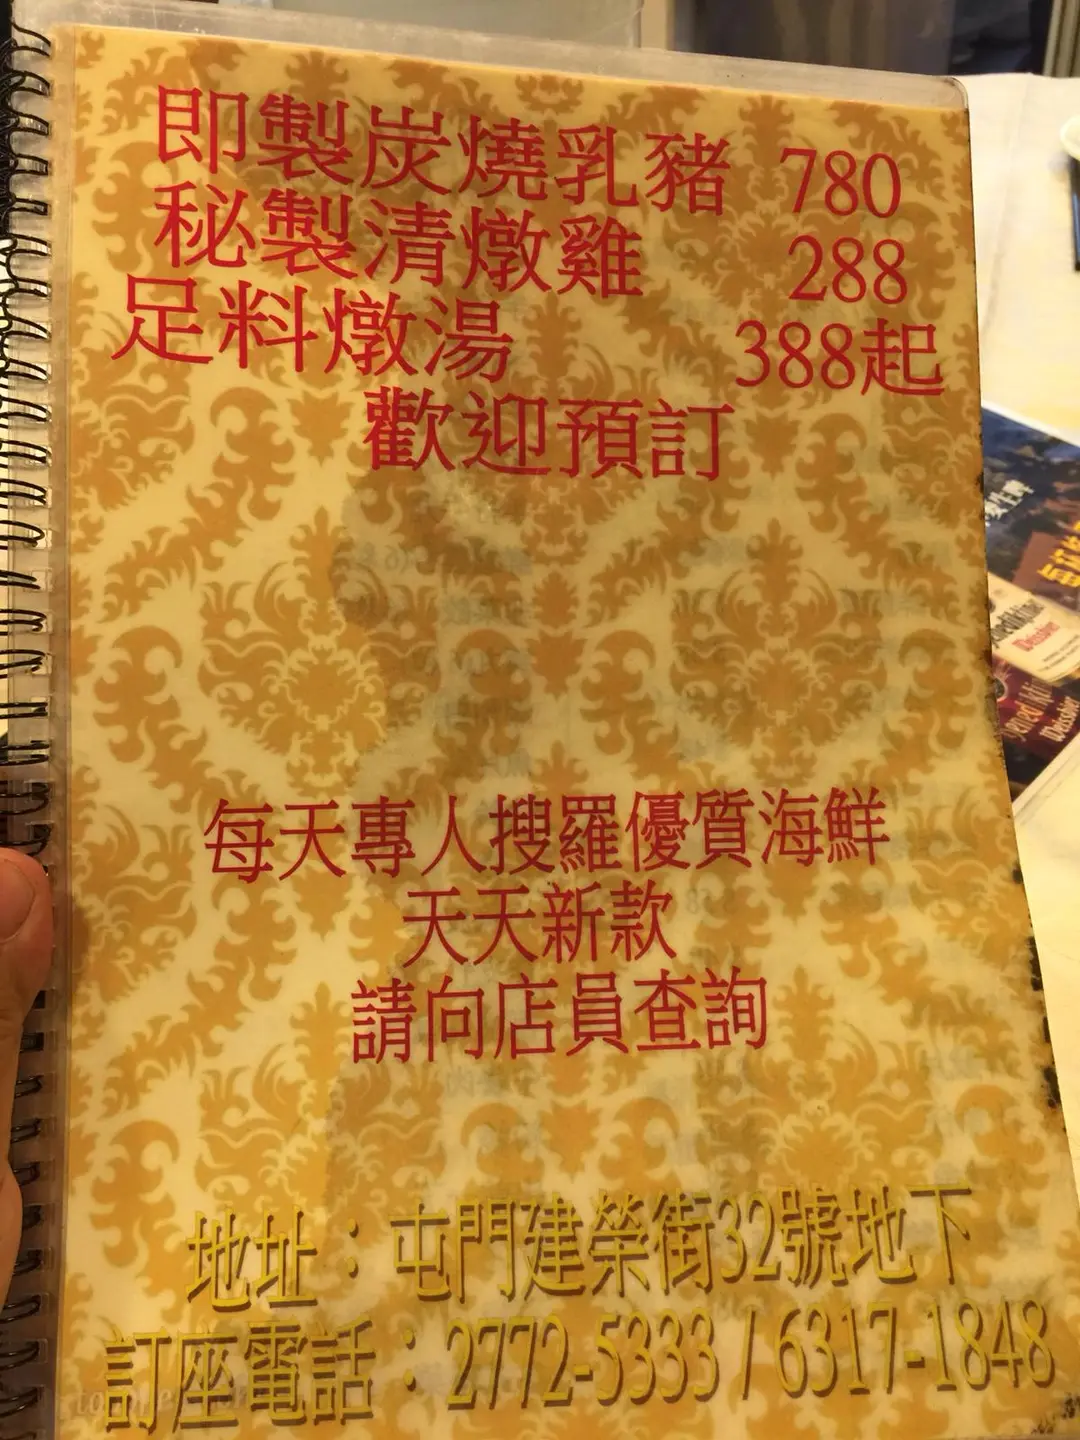 即製炭燒乳豬 780
秘製清燉雞 288
足料燉湯 388起
歡迎預訂
每天專人搜羅優質海鮮
天天新款
請向店員查詢
地址：屯門建榮街32號地下
訂座電話：2772-5333 / 6317-1848
Benediktiner
Weissbier